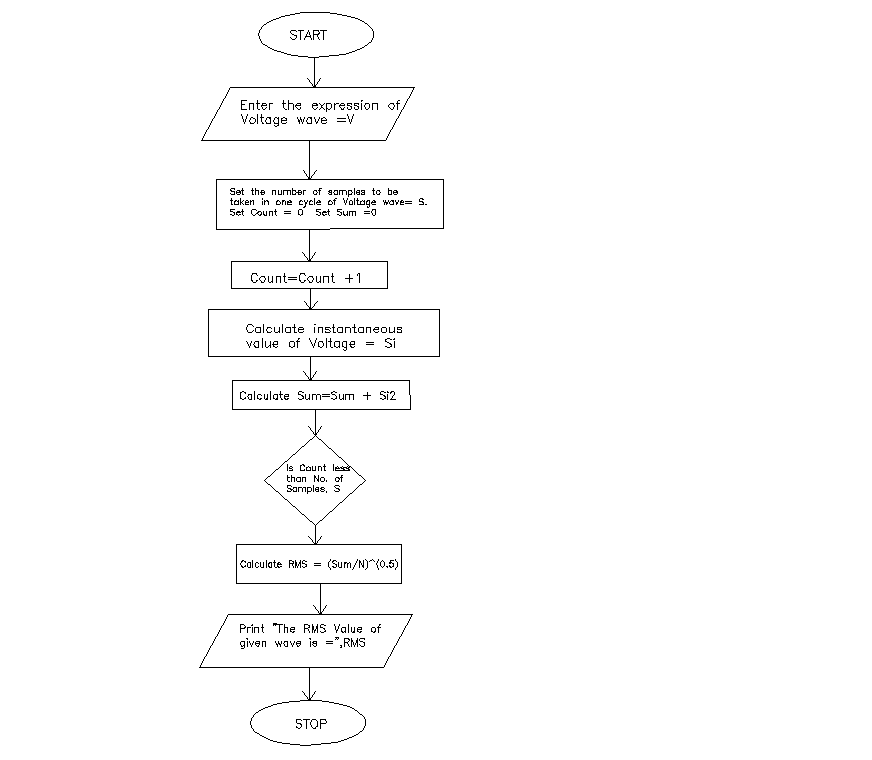 START
Enter the expression of
Voltage wave =V
Set the number of samples to be
taken in one cycle of Voltage wave= S.
Set Count = 0 Set Sum =0
Count=Count +1
Calculate instantaneous
value of Voltage = Si
Calculate Sum=Sum + Si2
Is Count less
than No. of
Samples, S
Calculate RMS = (Sum/N)^(0.5)
Print "The RMS Value of
given wave is =",RMS
STOP